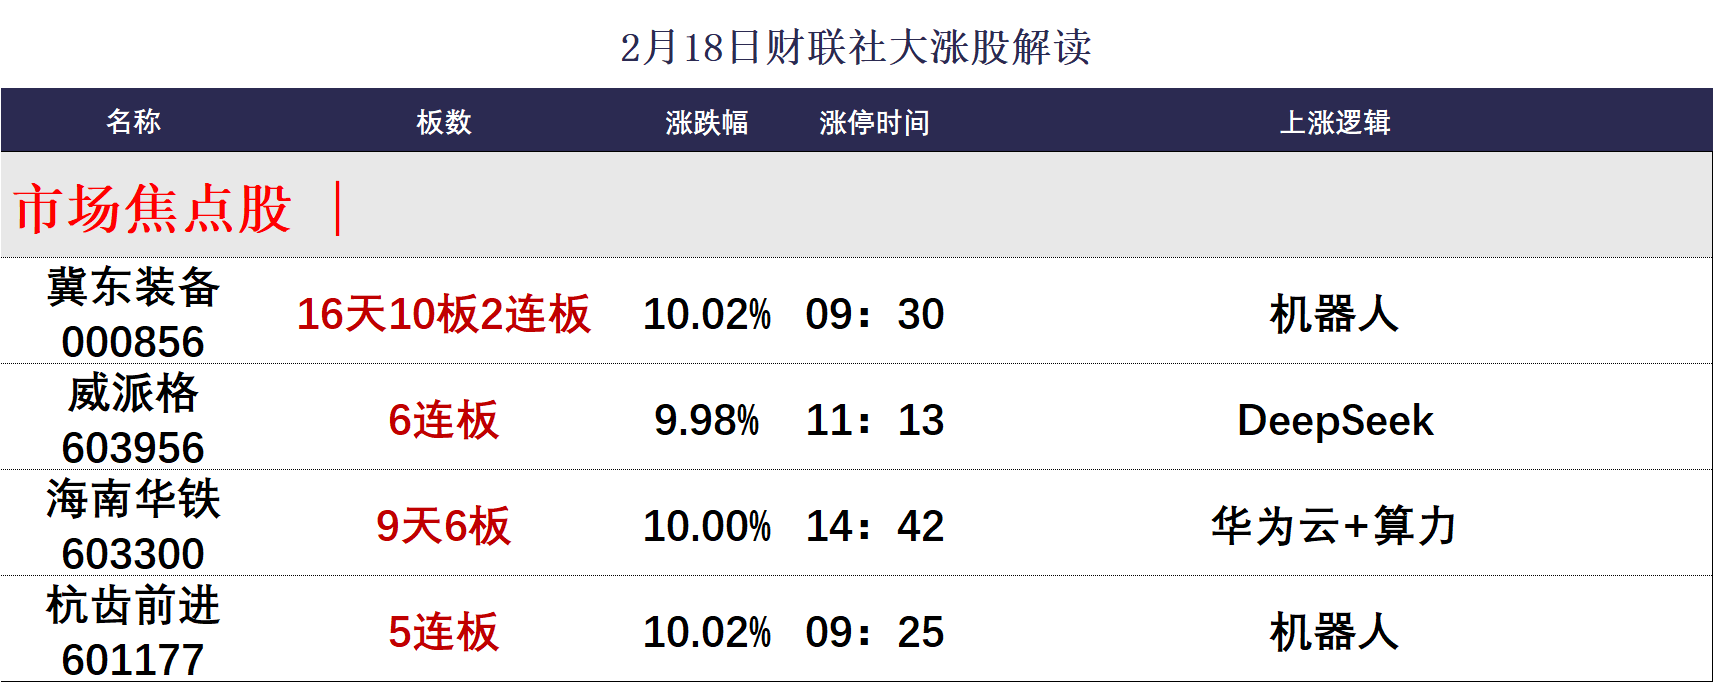 2月18日财联社大涨股解读
名称 板数 涨跌幅 涨停时间 上涨逻辑
市场焦点股 ｜
冀东装备
000856
16天10板2连板 10.02% 09：30 机器人
威派格
603956
6连板 9.98% 11：13 DeepSeek
海南华铁
603300
9天6板 10.00% 14：42 华为云+算力
杭齿前进
601177
5连板 10.02% 09：25 机器人